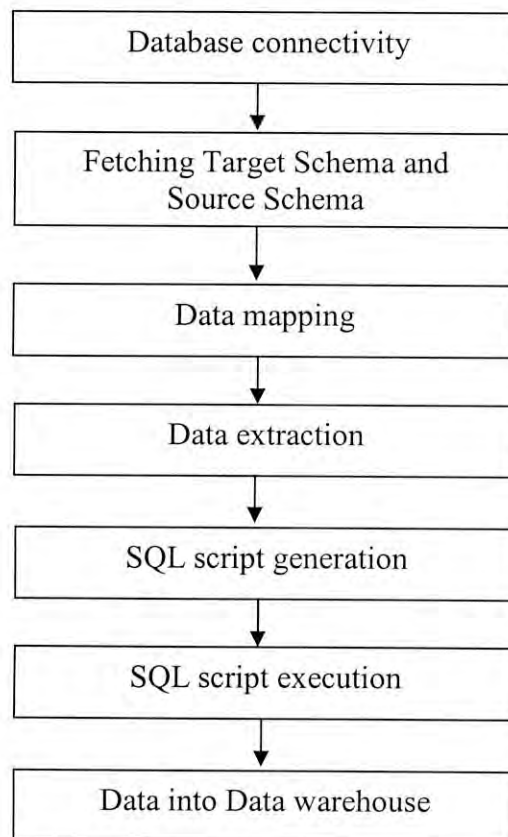 Database connectivity
Fetching Target Schema and
Source Schema
Data mapping
Data extraction
SQL script generation
SQL script execution
Data into Data warehouse